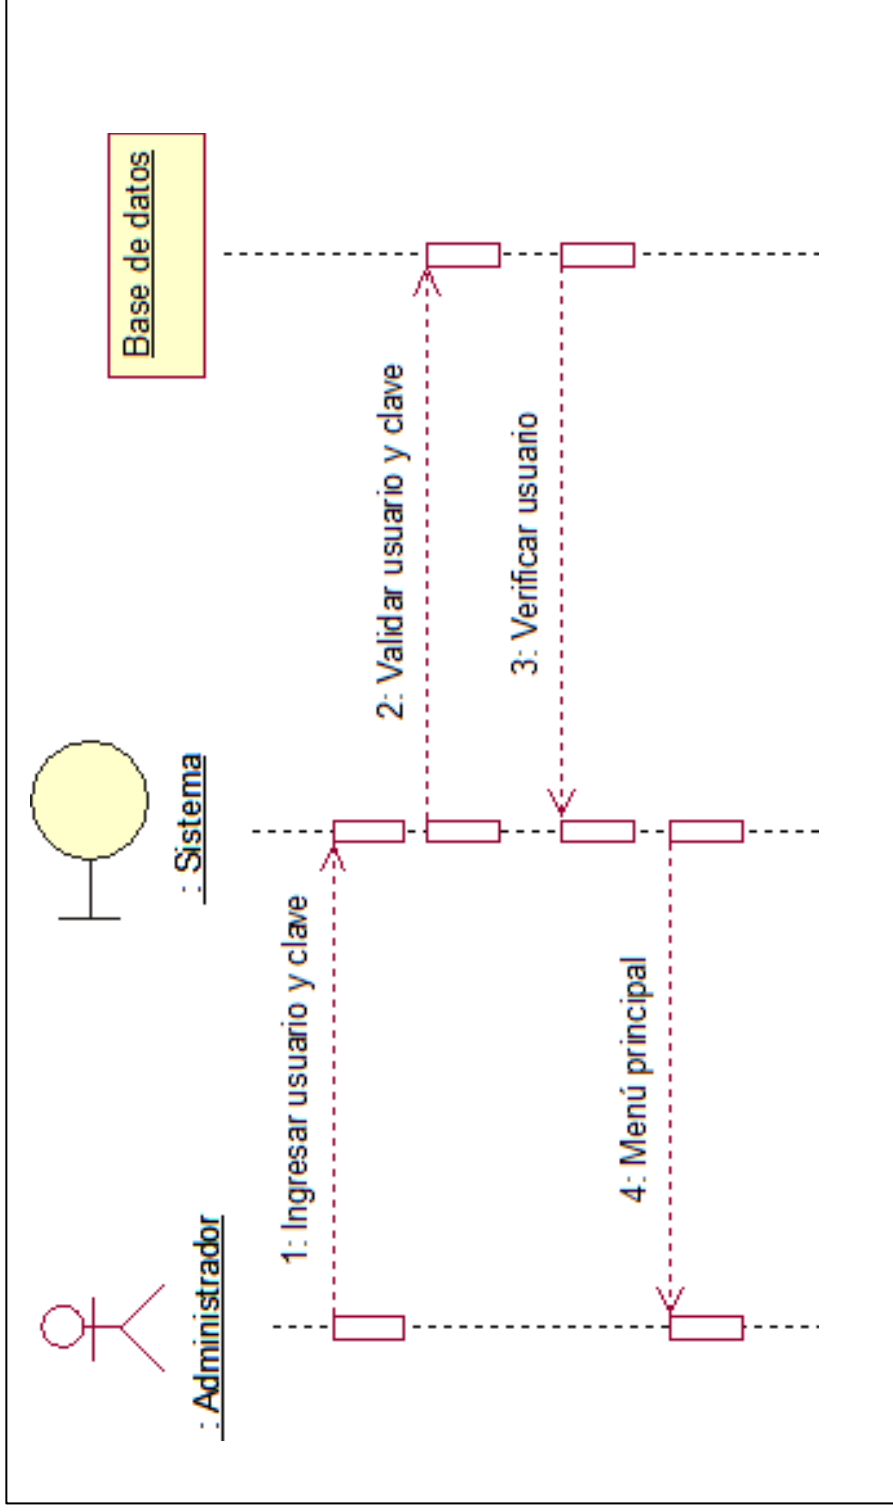 : Administrador
: Sistema
Base de datos
1: Ingresar usuario y clave
2: Validar usuario y clave
3: Verificar usuario
4: Menú principal